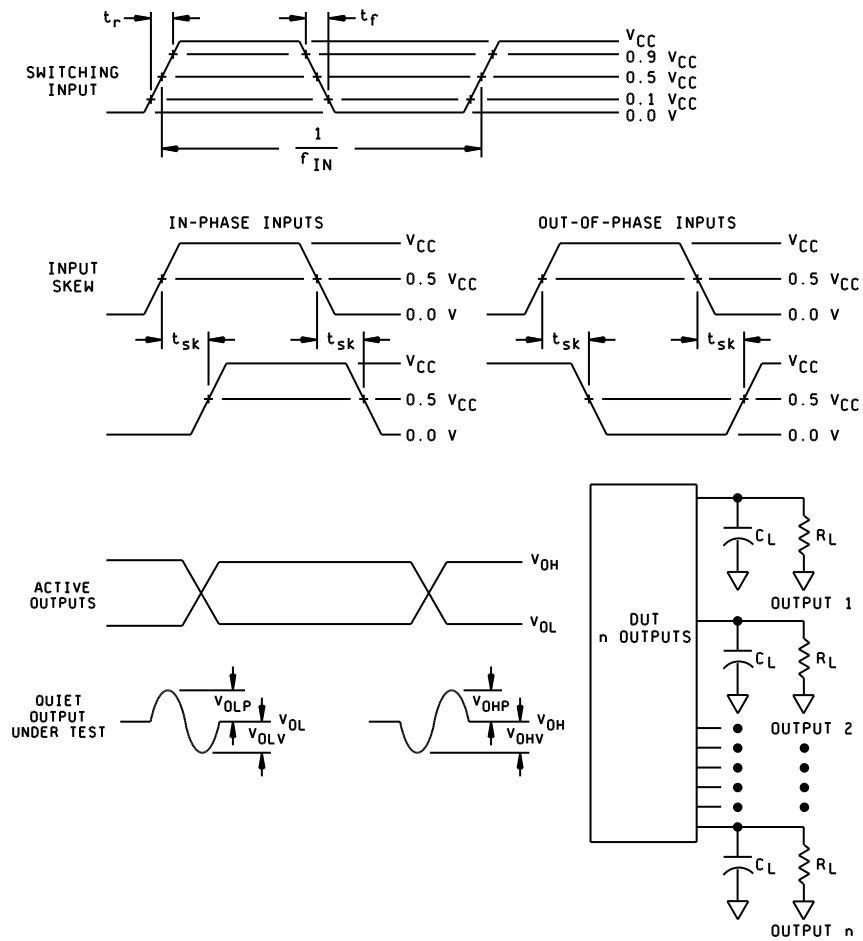 t_r
t_f
V_CC
0.9 V_CC
SWITCHING
INPUT
0.5 V_CC
0.1 V_CC
0.0 V
1
f_IN
IN-PHASE INPUTS
OUT-OF-PHASE INPUTS
INPUT
SKEW
V_CC
0.5 V_CC
0.0 V
V_CC
0.5 V_CC
0.0 V
t_sk
t_sk
t_sk
t_sk
V_CC
0.5 V_CC
0.0 V
V_CC
0.5 V_CC
0.0 V
ACTIVE
OUTPUTS
V_OH
V_OL
QUIET
OUTPUT
UNDER TEST
V_OLP
V_OL
V_OLV
V_OHP
V_OH
V_OHV
DUT
n OUTPUTS
C_L
R_L
OUTPUT 1
C_L
R_L
OUTPUT 2
C_L
R_L
OUTPUT n